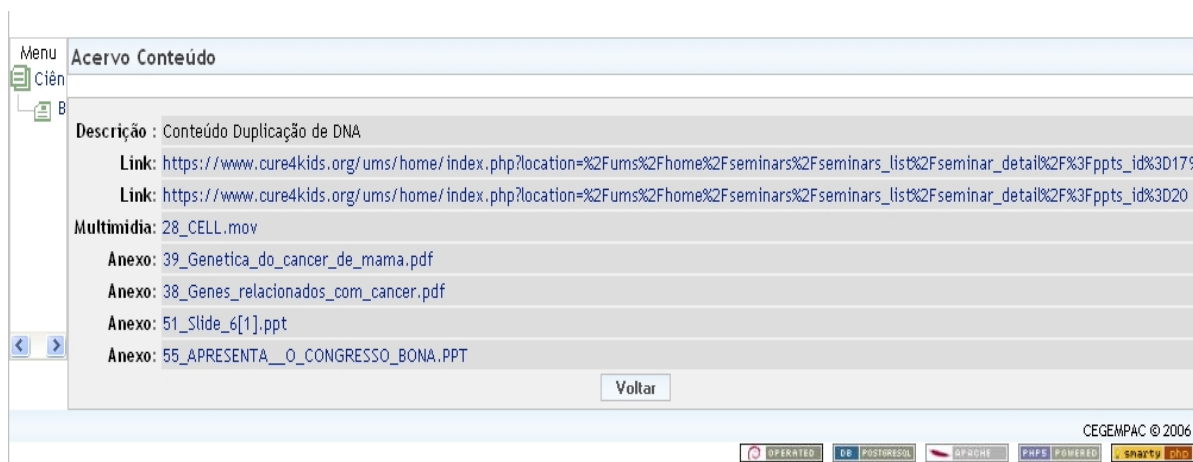 Menu
Acervo Conteúdo
Ciên
B
Descrição : Conteúdo Duplicação de DNA
Link: https://www.cure4kids.org/ums/home/index.php?location=%2Fums%2Fhome%2Fseminars%2Fseminars_list%2Fseminar_detail%2F%3Fppts_id%3D179
Link: https://www.cure4kids.org/ums/home/index.php?location=%2Fums%2Fhome%2Fseminars%2Fseminars_list%2Fseminar_detail%2F%3Fppts_id%3D20
Multimidia: 28_CELL.mov
Anexo: 39_Genetica_do_cancer_de_mama.pdf
Anexo: 38_Genes_relacionados_com_cancer.pdf
Anexo: 51_Slide_6[1].ppt
Anexo: 55_APRESENTA__O_CONGRESSO_BONA.PPT
Voltar
CEGEMPAC © 2006
OPERATED DB POSTGRESQL APACHE PHP5 POWERED smarty php